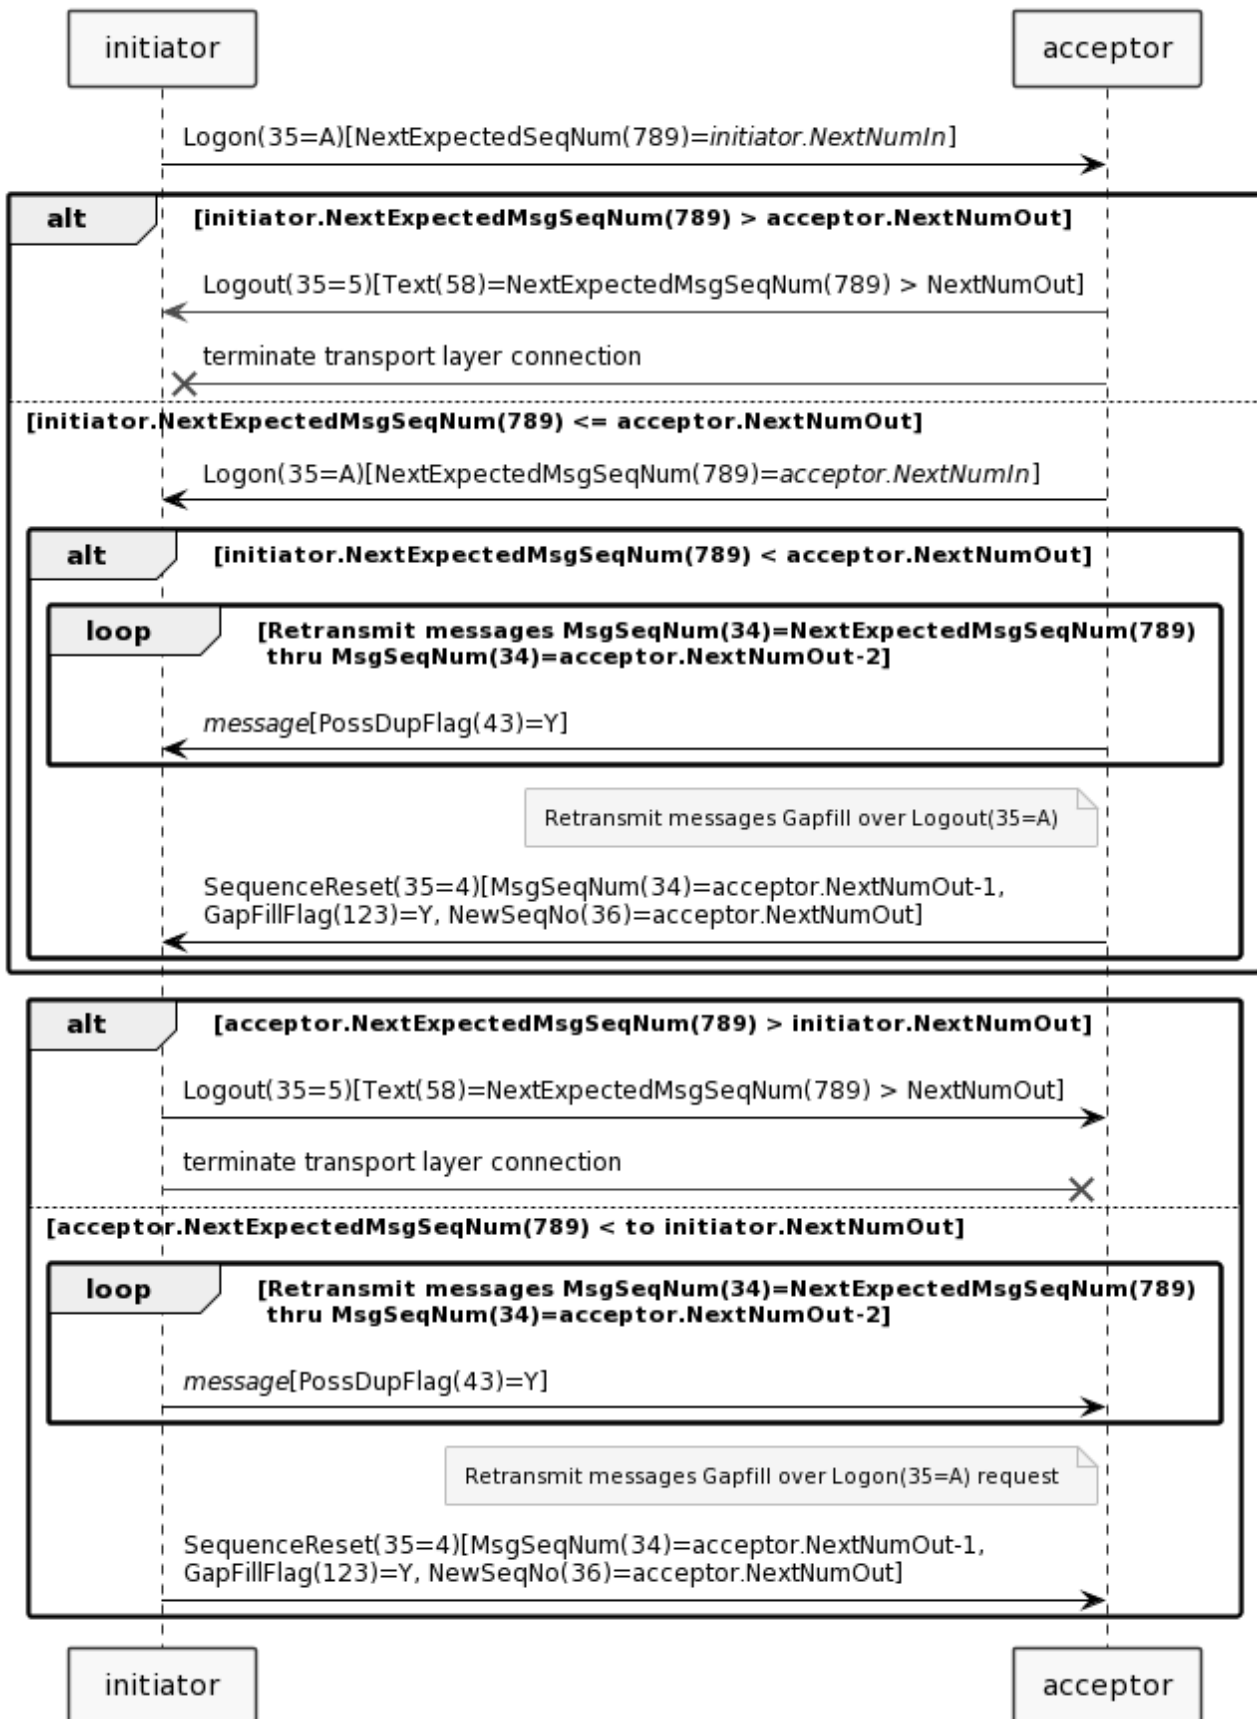 initiator
acceptor
Logon(35=A)[NextExpectedSeqNum(789)=initiator.NextNumIn]
alt
[initiator.NextExpectedMsgSeqNum(789) > acceptor.NextNumOut]
Logout(35=5)[Text(58)=NextExpectedMsgSeqNum(789) > NextNumOut]
terminate transport layer connection
[initiator.NextExpectedMsgSeqNum(789) <= acceptor.NextNumOut]
Logon(35=A)[NextExpectedMsgSeqNum(789)=acceptor.NextNumIn]
alt
[initiator.NextExpectedMsgSeqNum(789) < acceptor.NextNumOut]
loop
[Retransmit messages MsgSeqNum(34)=NextExpectedMsgSeqNum(789)
thru MsgSeqNum(34)=acceptor.NextNumOut-2]
message[PossDupFlag(43)=Y]
Retransmit messages Gapfill over Logout(35=A)
SequenceReset(35=4)[MsgSeqNum(34)=acceptor.NextNumOut-1,
GapFillFlag(123)=Y, NewSeqNo(36)=acceptor.NextNumOut]
alt
[acceptor.NextExpectedMsgSeqNum(789) > initiator.NextNumOut]
Logout(35=5)[Text(58)=NextExpectedMsgSeqNum(789) > NextNumOut]
terminate transport layer connection
[acceptor.NextExpectedMsgSeqNum(789) < to initiator.NextNumOut]
loop
[Retransmit messages MsgSeqNum(34)=NextExpectedMsgSeqNum(789)
thru MsgSeqNum(34)=acceptor.NextNumOut-2]
message[PossDupFlag(43)=Y]
Retransmit messages Gapfill over Logon(35=A) request
SequenceReset(35=4)[MsgSeqNum(34)=acceptor.NextNumOut-1,
GapFillFlag(123)=Y, NewSeqNo(36)=acceptor.NextNumOut]
initiator
acceptor